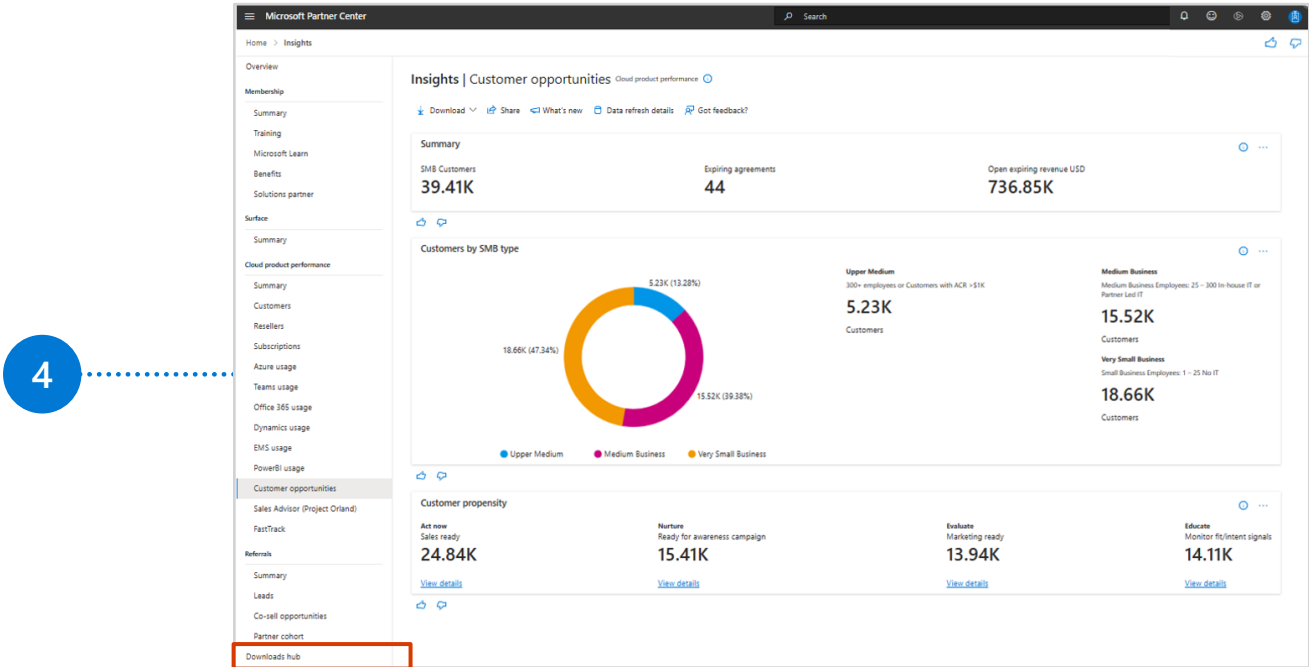 Microsoft Partner Center
Search
Home > Insights
Overview
Membership
Summary
Training
Microsoft Learn
Benefits
Solutions partner
Surface
Summary
Cloud product performance
Summary
Customers
Resellers
Subscriptions
Azure usage
Teams usage
Office 365 usage
Dynamics usage
EMS usage
PowerBI usage
Customer opportunities
Sales Advisor (Project Orland)
FastTrack
Referrals
Summary
Leads
Co-sell opportunities
Partner cohort
Downloads hub
4
Insights | Customer opportunities Cloud product performance
Download Share What's new Data refresh details Got feedback?
Summary
SMB Customers
39.41K
Expiring agreements
44
Open expiring revenue USD
736.85K
Customers by SMB type
5.23K (13.28%)
18.66K (47.34%)
15.52K (39.38%)
Upper Medium Medium Business Very Small Business
Upper Medium
300+ employees or Customers with ACR >$1K
5.23K
Customers
Medium Business
Medium Business Employees: 25 – 300 In-house IT or
Partner Led IT
15.52K
Customers
Very Small Business
Small Business Employees: 1 – 25 No IT
18.66K
Customers
Customer propensity
Act now
Sales ready
24.84K
View details
Nurture
Ready for awareness campaign
15.41K
View details
Evaluate
Marketing ready
13.94K
View details
Educate
Monitor fit/intent signals
14.11K
View details